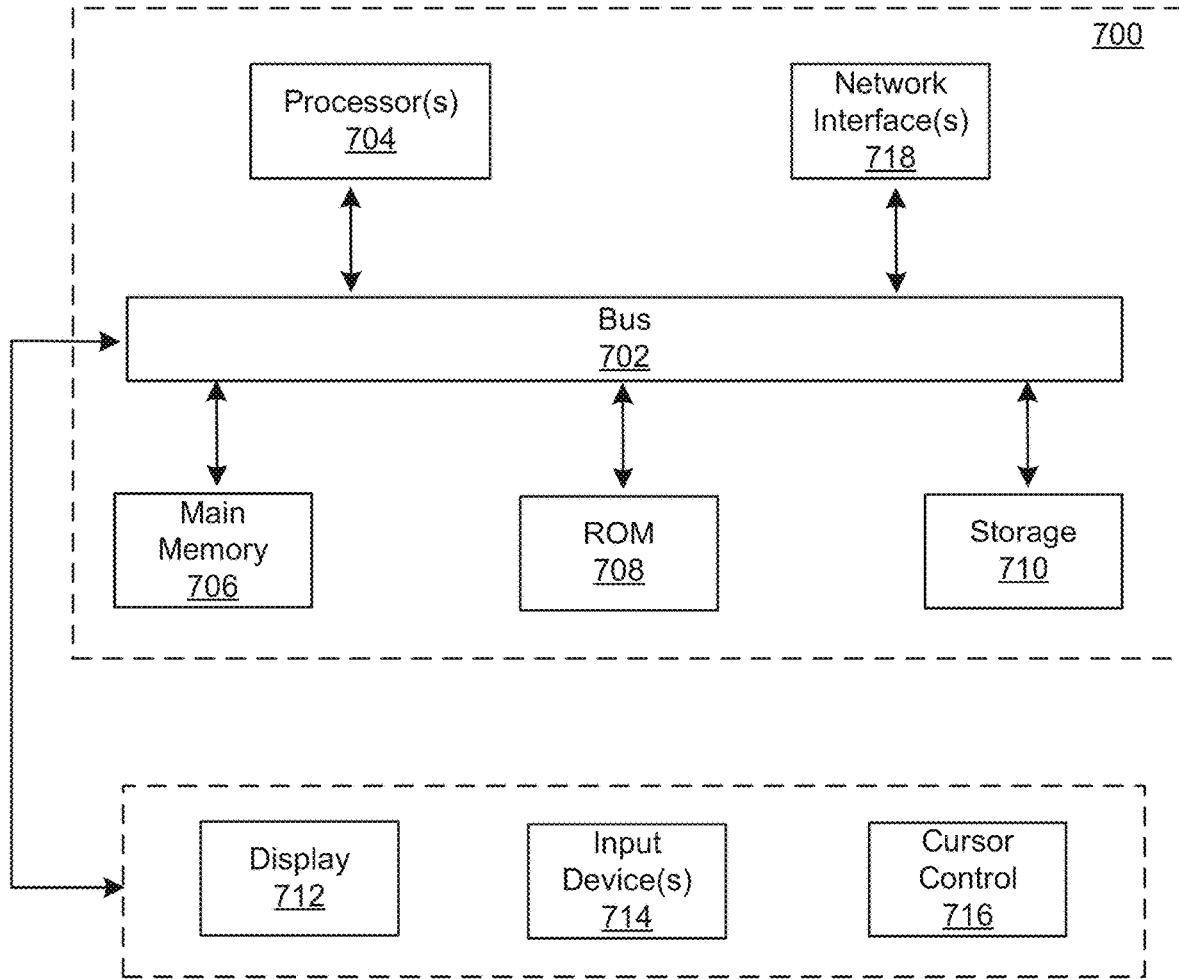 700
Processor(s)
704
Network
Interface(s)
718
Bus
702
Main
Memory
706
ROM
708
Storage
710
Display
712
Input
Device(s)
714
Cursor
Control
716